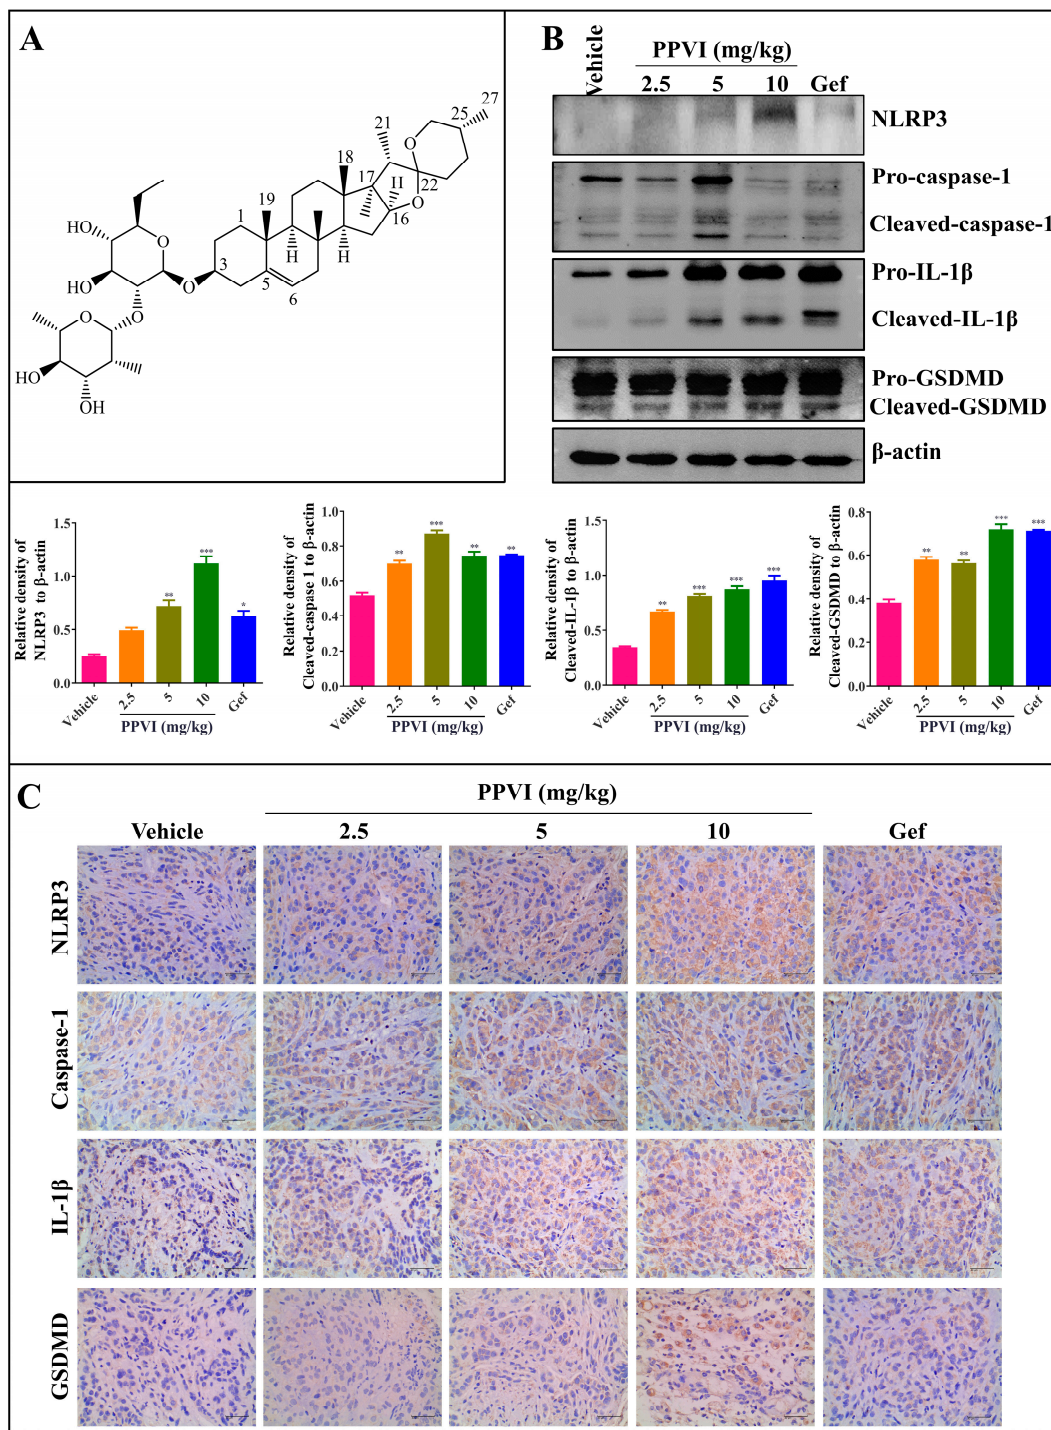 A
27
25
21
O
18
22
17
II
O
19
16
1
HO
O
H
H
3
HO
O
5
6
O
O
HO
OH
B
Vehicle
PPVI (mg/kg)
2.5 5 10 Gef
NLRP3
Pro-caspase-1
Cleaved-caspase-1
Pro-IL-1β
Cleaved-IL-1β
Pro-GSDMD
Cleaved-GSDMD
β-actin
Relative density of
NLRP3 to β-actin
1.5
1.0
0.5
0.0
**
***
*
Vehicle 2.5 5 10 Gef
PPVI (mg/kg)
Relative density of
Cleaved-caspase 1 to β-actin
1.0
0.8
0.6
0.4
0.2
0.0
**
***
**
**
Vehicle 2.5 5 10 Gef
PPVI (mg/kg)
Relative density of
Cleaved-IL-1β to β-actin
1.5
1.0
0.5
0.0
**
***
***
***
Vehicle 2.5 5 10 Gef
PPVI (mg/kg)
Relative density of
Cleaved-GSDMD to β-actin
0.8
0.6
0.4
0.2
0.0
**
**
***
***
Vehicle 2.5 5 10 Gef
PPVI (mg/kg)
C
PPVI (mg/kg)
Vehicle 2.5 5 10 Gef
NLRP3
Caspase-1
IL-1β
GSDMD